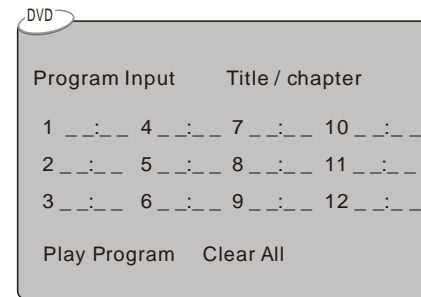 DVD
Program Input Title / chapter
1 _ _:_ _ 4 _ _:_ _ 7 _ _:_ _ 10 _ _:_ _
2 _ _:_ _ 5 _ _:_ _ 8 _ _:_ _ 11 _ _:_ _
3 _ _:_ _ 6 _ _:_ _ 9 _ _:_ _ 12 _ _:_ _
Play Program Clear All